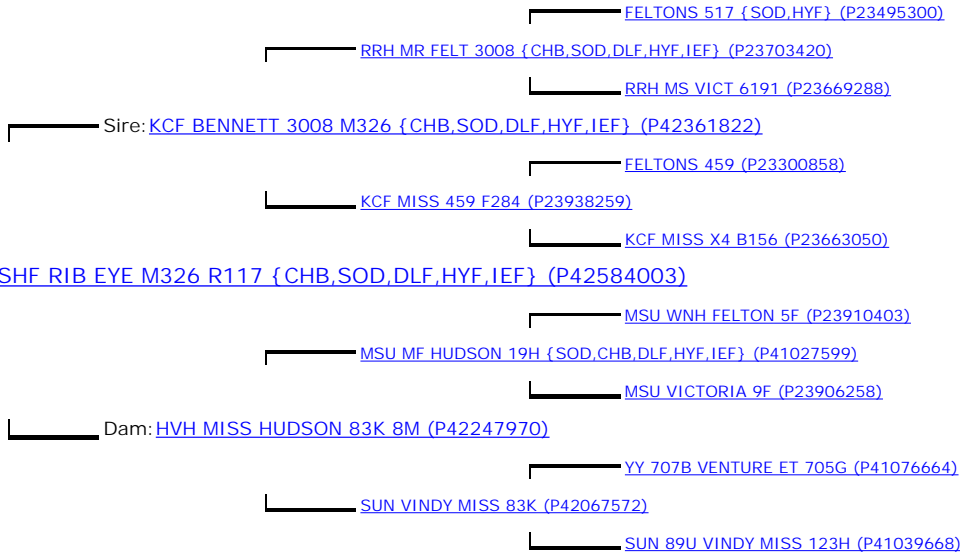 FELTONS 517 {SOD,HYF} (P23495300)
RRH MR FELT 3008 {CHB,SOD,DLF,HYF,IEF} (P23703420)
RRH MS VICT 6191 (P23669288)
Sire: KCF BENNETT 3008 M326 {CHB,SOD,DLF,HYF,IEF} (P42361822)
FELTONS 459 (P23300858)
KCF MISS 459 F284 (P23938259)
KCF MISS X4 B156 (P23663050)
SHF RIB EYE M326 R117 {CHB,SOD,DLF,HYF,IEF} (P42584003)
MSU WNH FELTON 5F (P23910403)
MSU MF HUDSON 19H {SOD,CHB,DLF,HYF,IEF} (P41027599)
MSU VICTORIA 9F (P23906258)
Dam: HVH MISS HUDSON 83K 8M (P42247970)
YY 707B VENTURE ET 705G (P41076664)
SUN VINDY MISS 83K (P42067572)
SUN 89U VINDY MISS 123H (P41039668)